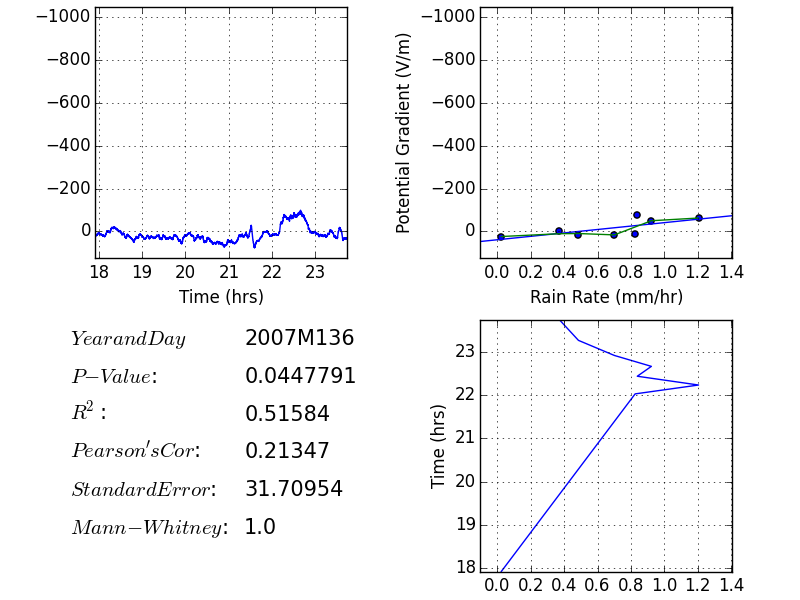 −1000
−800
−600
−400
−200
0
18 19 20 21 22 23
Time (hrs)
Potential Gradient (V/m)
−1000
−800
−600
−400
−200
0
0.0 0.2 0.4 0.6 0.8 1.0 1.2 1.4
Rain Rate (mm/hr)
YearandDay 2007M136
P−Value: 0.0447791
R²: 0.51584
Pearson'sCor: 0.21347
StandardError: 31.70954
Mann−Whitney: 1.0
Time (hrs)
23
22
21
20
19
18
0.0 0.2 0.4 0.6 0.8 1.0 1.2 1.4